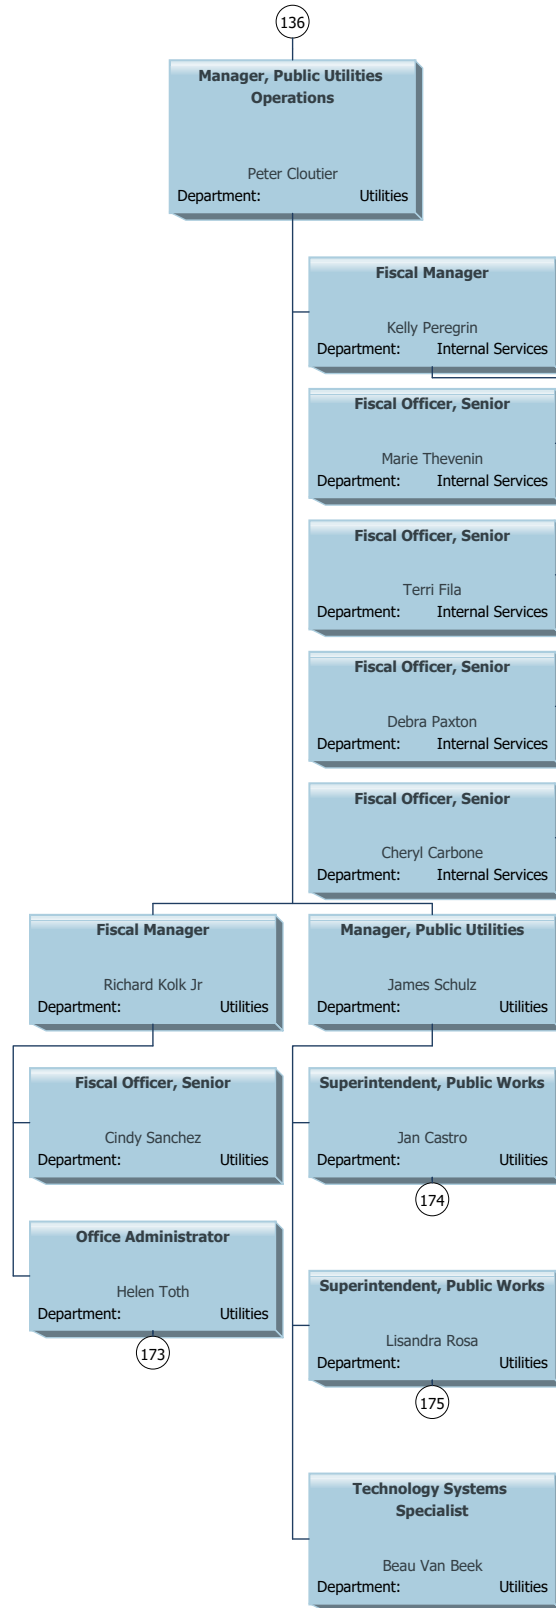 136
Manager, Public Utilities
Operations
Peter Cloutier
Department: Utilities
Fiscal Manager
Kelly Peregrin
Department: Internal Services
Fiscal Officer, Senior
Marie Thevenin
Department: Internal Services
Fiscal Officer, Senior
Terri Fila
Department: Internal Services
Fiscal Officer, Senior
Debra Paxton
Department: Internal Services
Fiscal Officer, Senior
Cheryl Carbone
Department: Internal Services
Fiscal Manager
Richard Kolk Jr
Department: Utilities
Fiscal Officer, Senior
Cindy Sanchez
Department: Utilities
Office Administrator
Helen Toth
Department: Utilities
173
Manager, Public Utilities
James Schulz
Department: Utilities
Superintendent, Public Works
Jan Castro
Department: Utilities
174
Superintendent, Public Works
Lisandra Rosa
Department: Utilities
175
Technology Systems
Specialist
Beau Van Beek
Department: Utilities